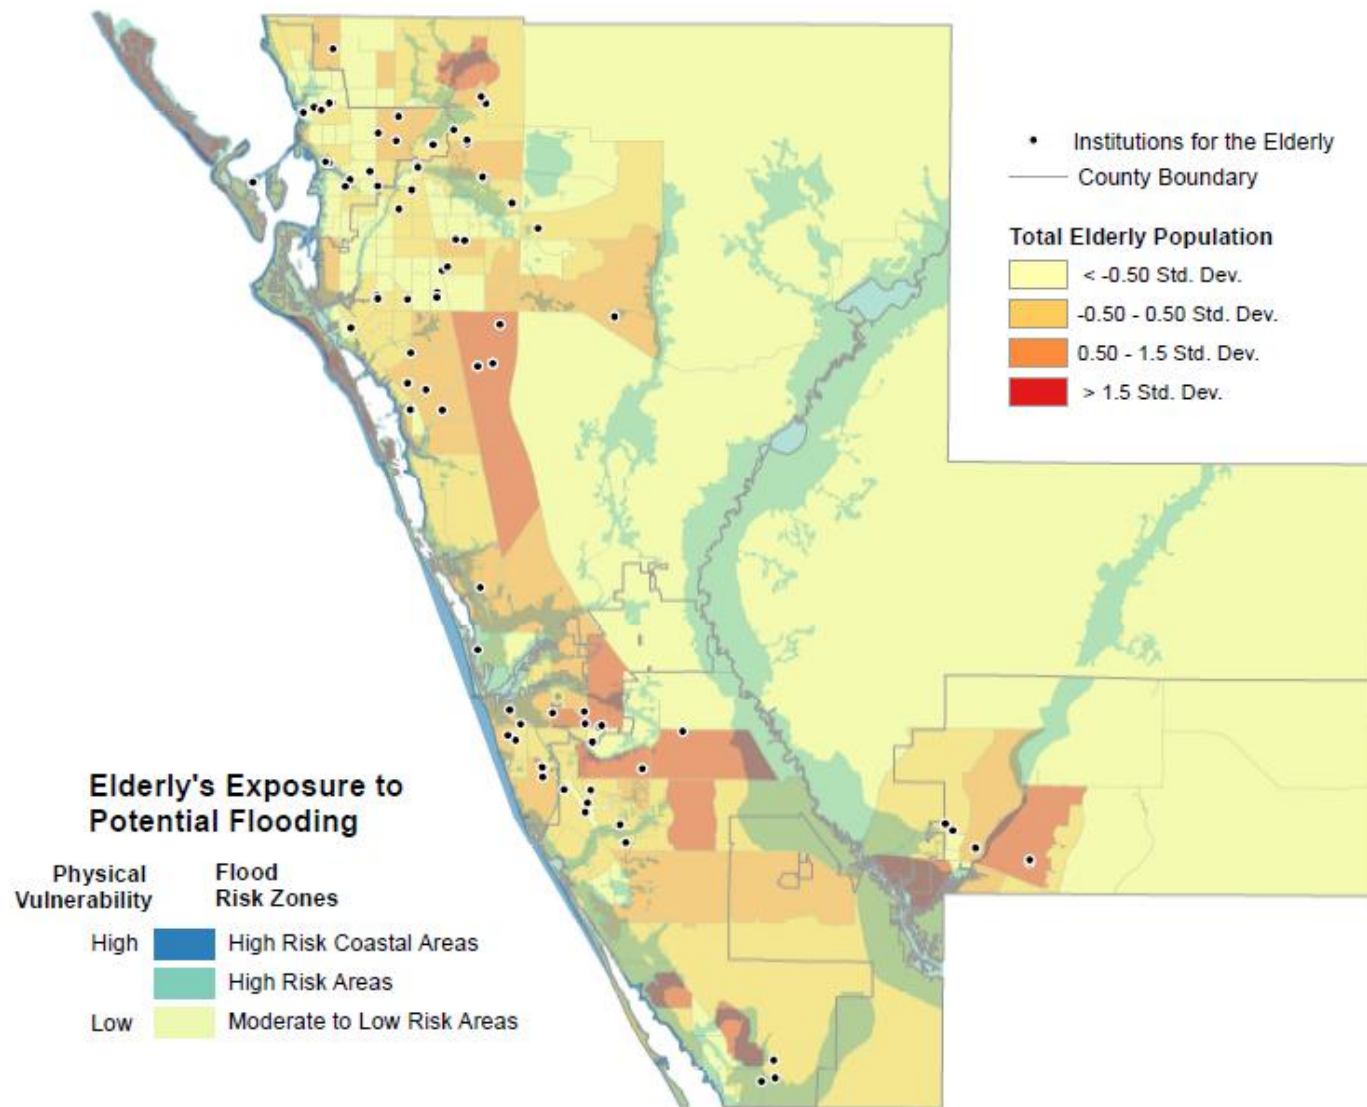 Institutions for the Elderly
County Boundary
Total Elderly Population
< -0.50 Std. Dev.
-0.50 - 0.50 Std. Dev.
0.50 - 1.5 Std. Dev.
> 1.5 Std. Dev.
Elderly's Exposure to
Potential Flooding
Physical
Vulnerability
Flood
Risk Zones
High
High Risk Coastal Areas
High Risk Areas
Low
Moderate to Low Risk Areas